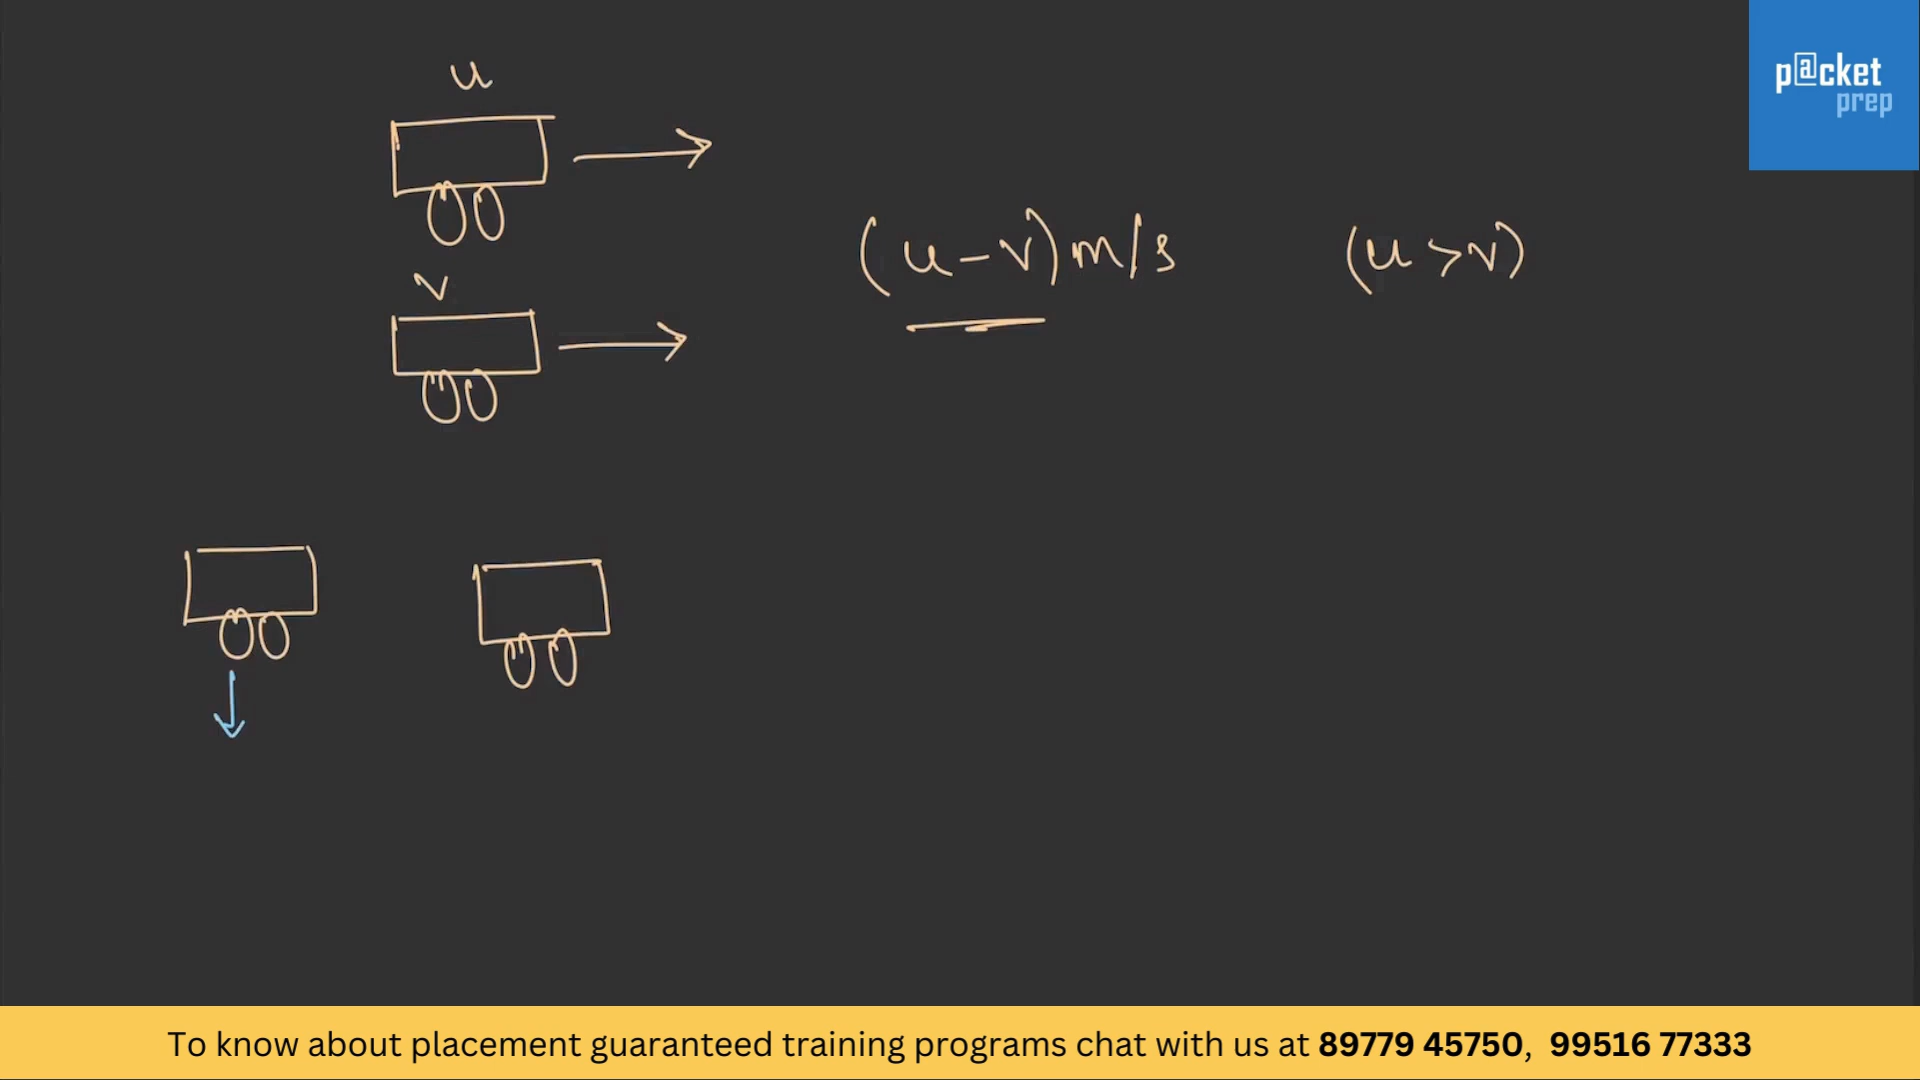 p@cket
prep
u
(u-v)m/s (u>v)
v
To know about placement guaranteed training programs chat with us at 89779 45750, 99516 77333